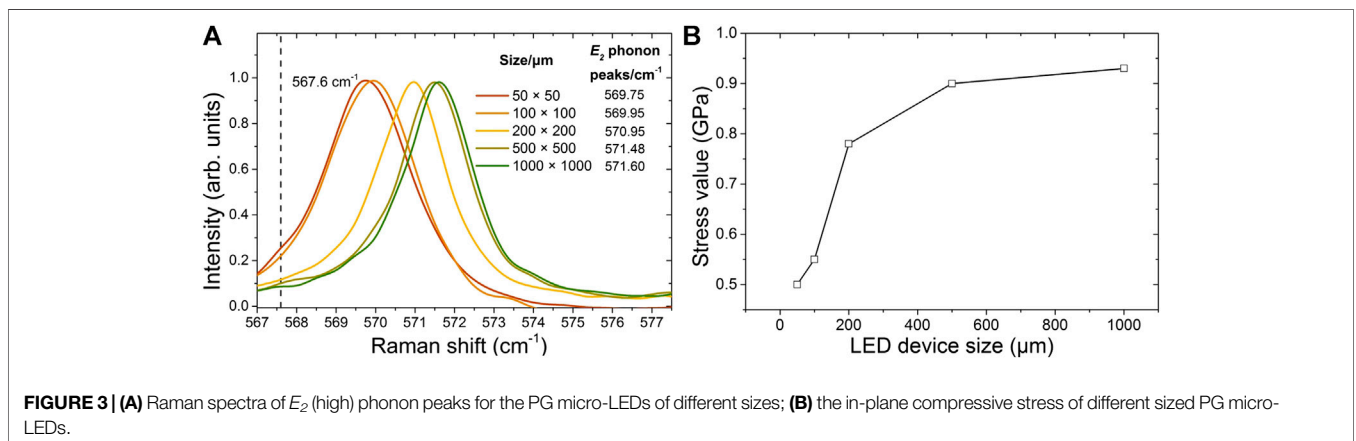 A
B
Intensity (arb. units)
1.0
0.8
0.6
0.4
0.2
0.0
567.6 cm-1
Size/µm E2 phonon
peaks/cm-1
50 × 50 569.75
100 × 100 569.95
200 × 200 570.95
500 × 500 571.48
1000 × 1000 571.60
567 568 569 570 571 572 573 574 575 576 577
Raman shift (cm-1)
Stress value (GPa)
1.0
0.9
0.8
0.7
0.6
0.5
0 200 400 600 800 1000
LED device size (µm)
FIGURE 3 | (A) Raman spectra of E2 (high) phonon peaks for the PG micro-LEDs of different sizes; (B) the in-plane compressive stress of different sized PG micro-
LEDs.